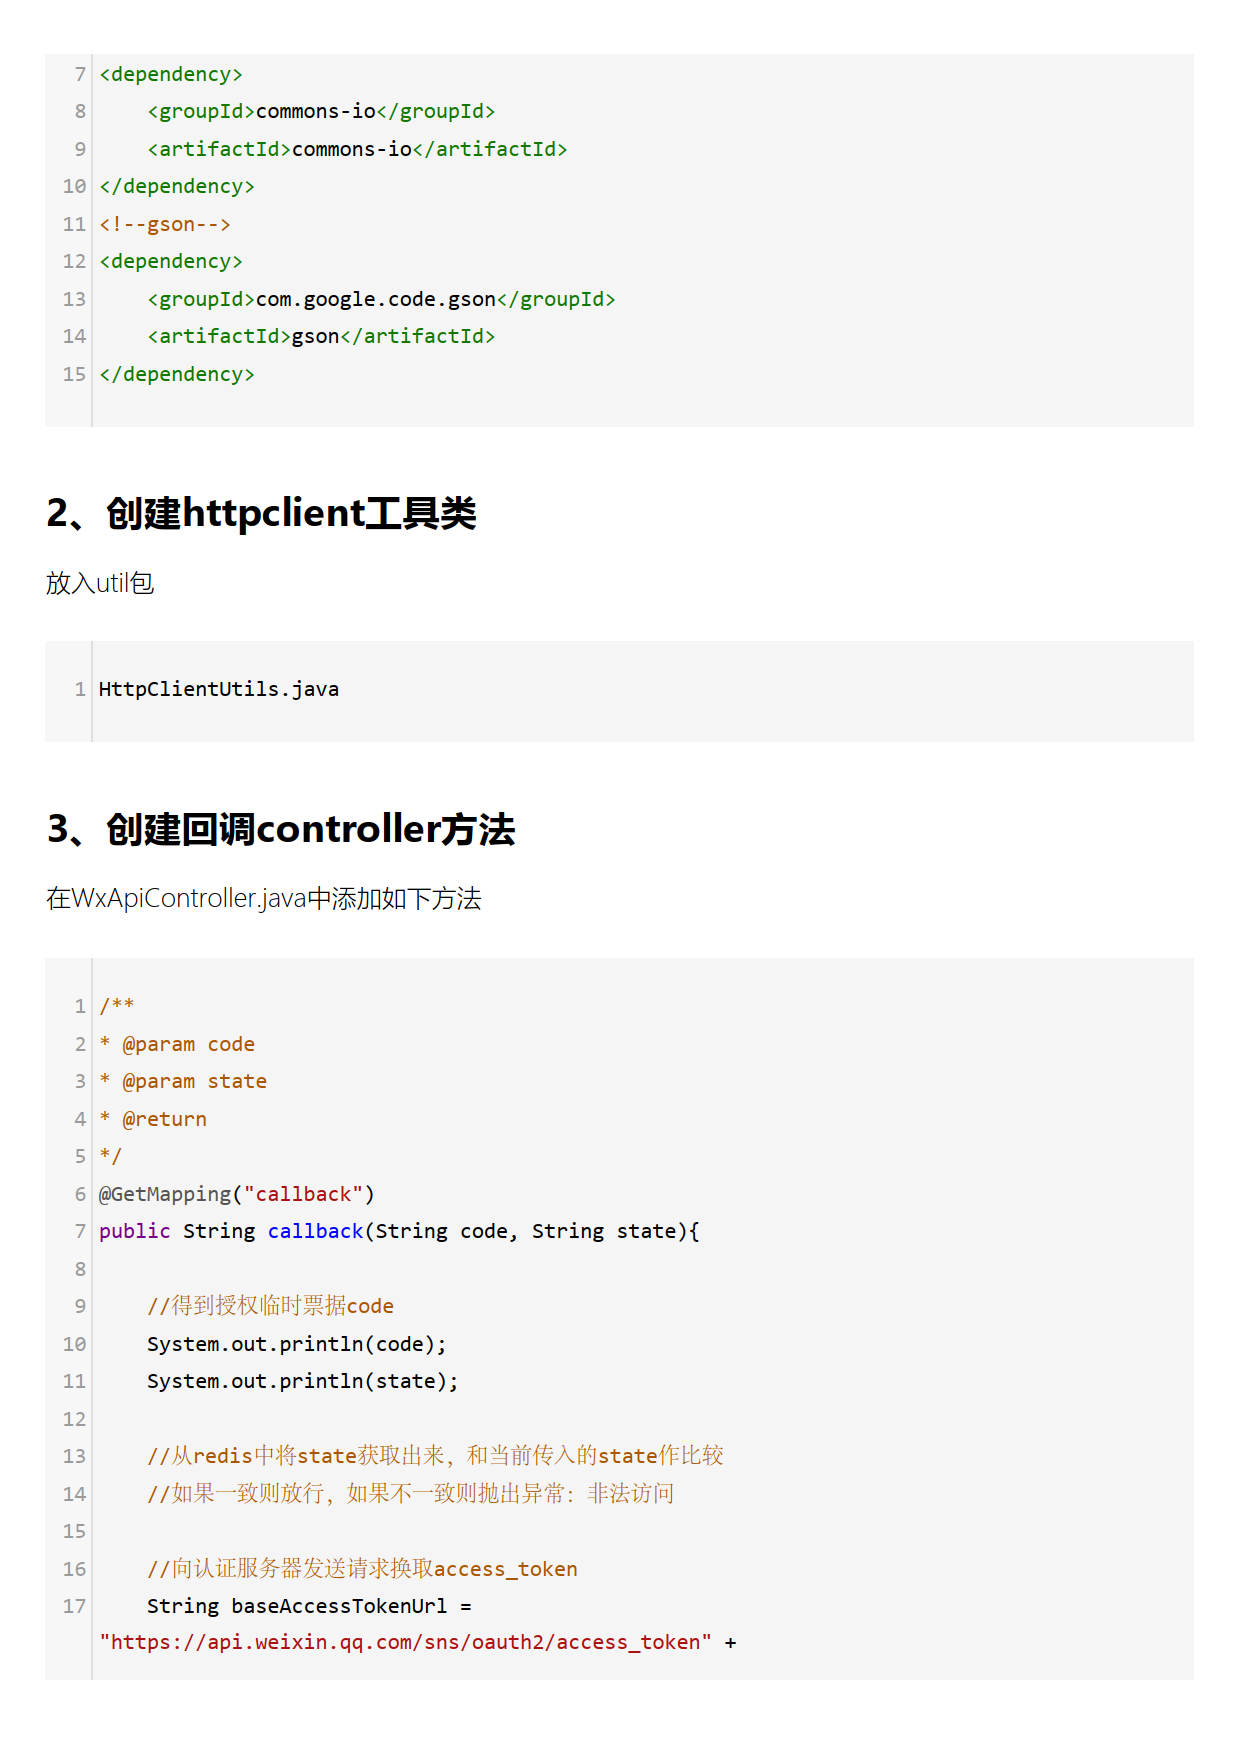 7 <dependency>
8     <groupId>commons-io</groupId>
9     <artifactId>commons-io</artifactId>
10 </dependency>
11 <!--gson-->
12 <dependency>
13     <groupId>com.google.code.gson</groupId>
14     <artifactId>gson</artifactId>
15 </dependency>
2、创建httpclient工具类
放入util包
1 HttpClientUtils.java
3、创建回调controller方法
在WxApiController.java中添加如下方法
1 /**
2 * @param code
3 * @param state
4 * @return
5 */
6 @GetMapping("callback")
7 public String callback(String code, String state){
8
9     //得到授权临时票据code
10     System.out.println(code);
11     System.out.println(state);
12
13     //从redis中将state获取出来，和当前传入的state作比较
14     //如果一致则放行，如果不一致则抛出异常：非法访问
15
16     //向认证服务器发送请求换取access_token
17     String baseAccessTokenUrl =
"https://api.weixin.qq.com/sns/oauth2/access_token" +